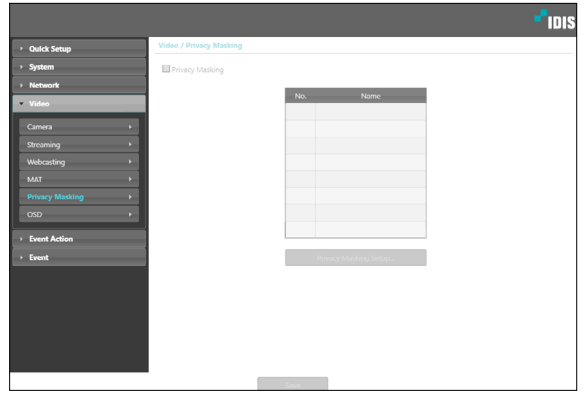 IDIS
Quick Setup
System
Network
Video
Camera
Streaming
Webcasting
MAT
Privacy Masking
OSD
Event Action
Event
Video / Privacy Masking
Privacy Masking
No. Name
Privacy Masking Setup...
Save